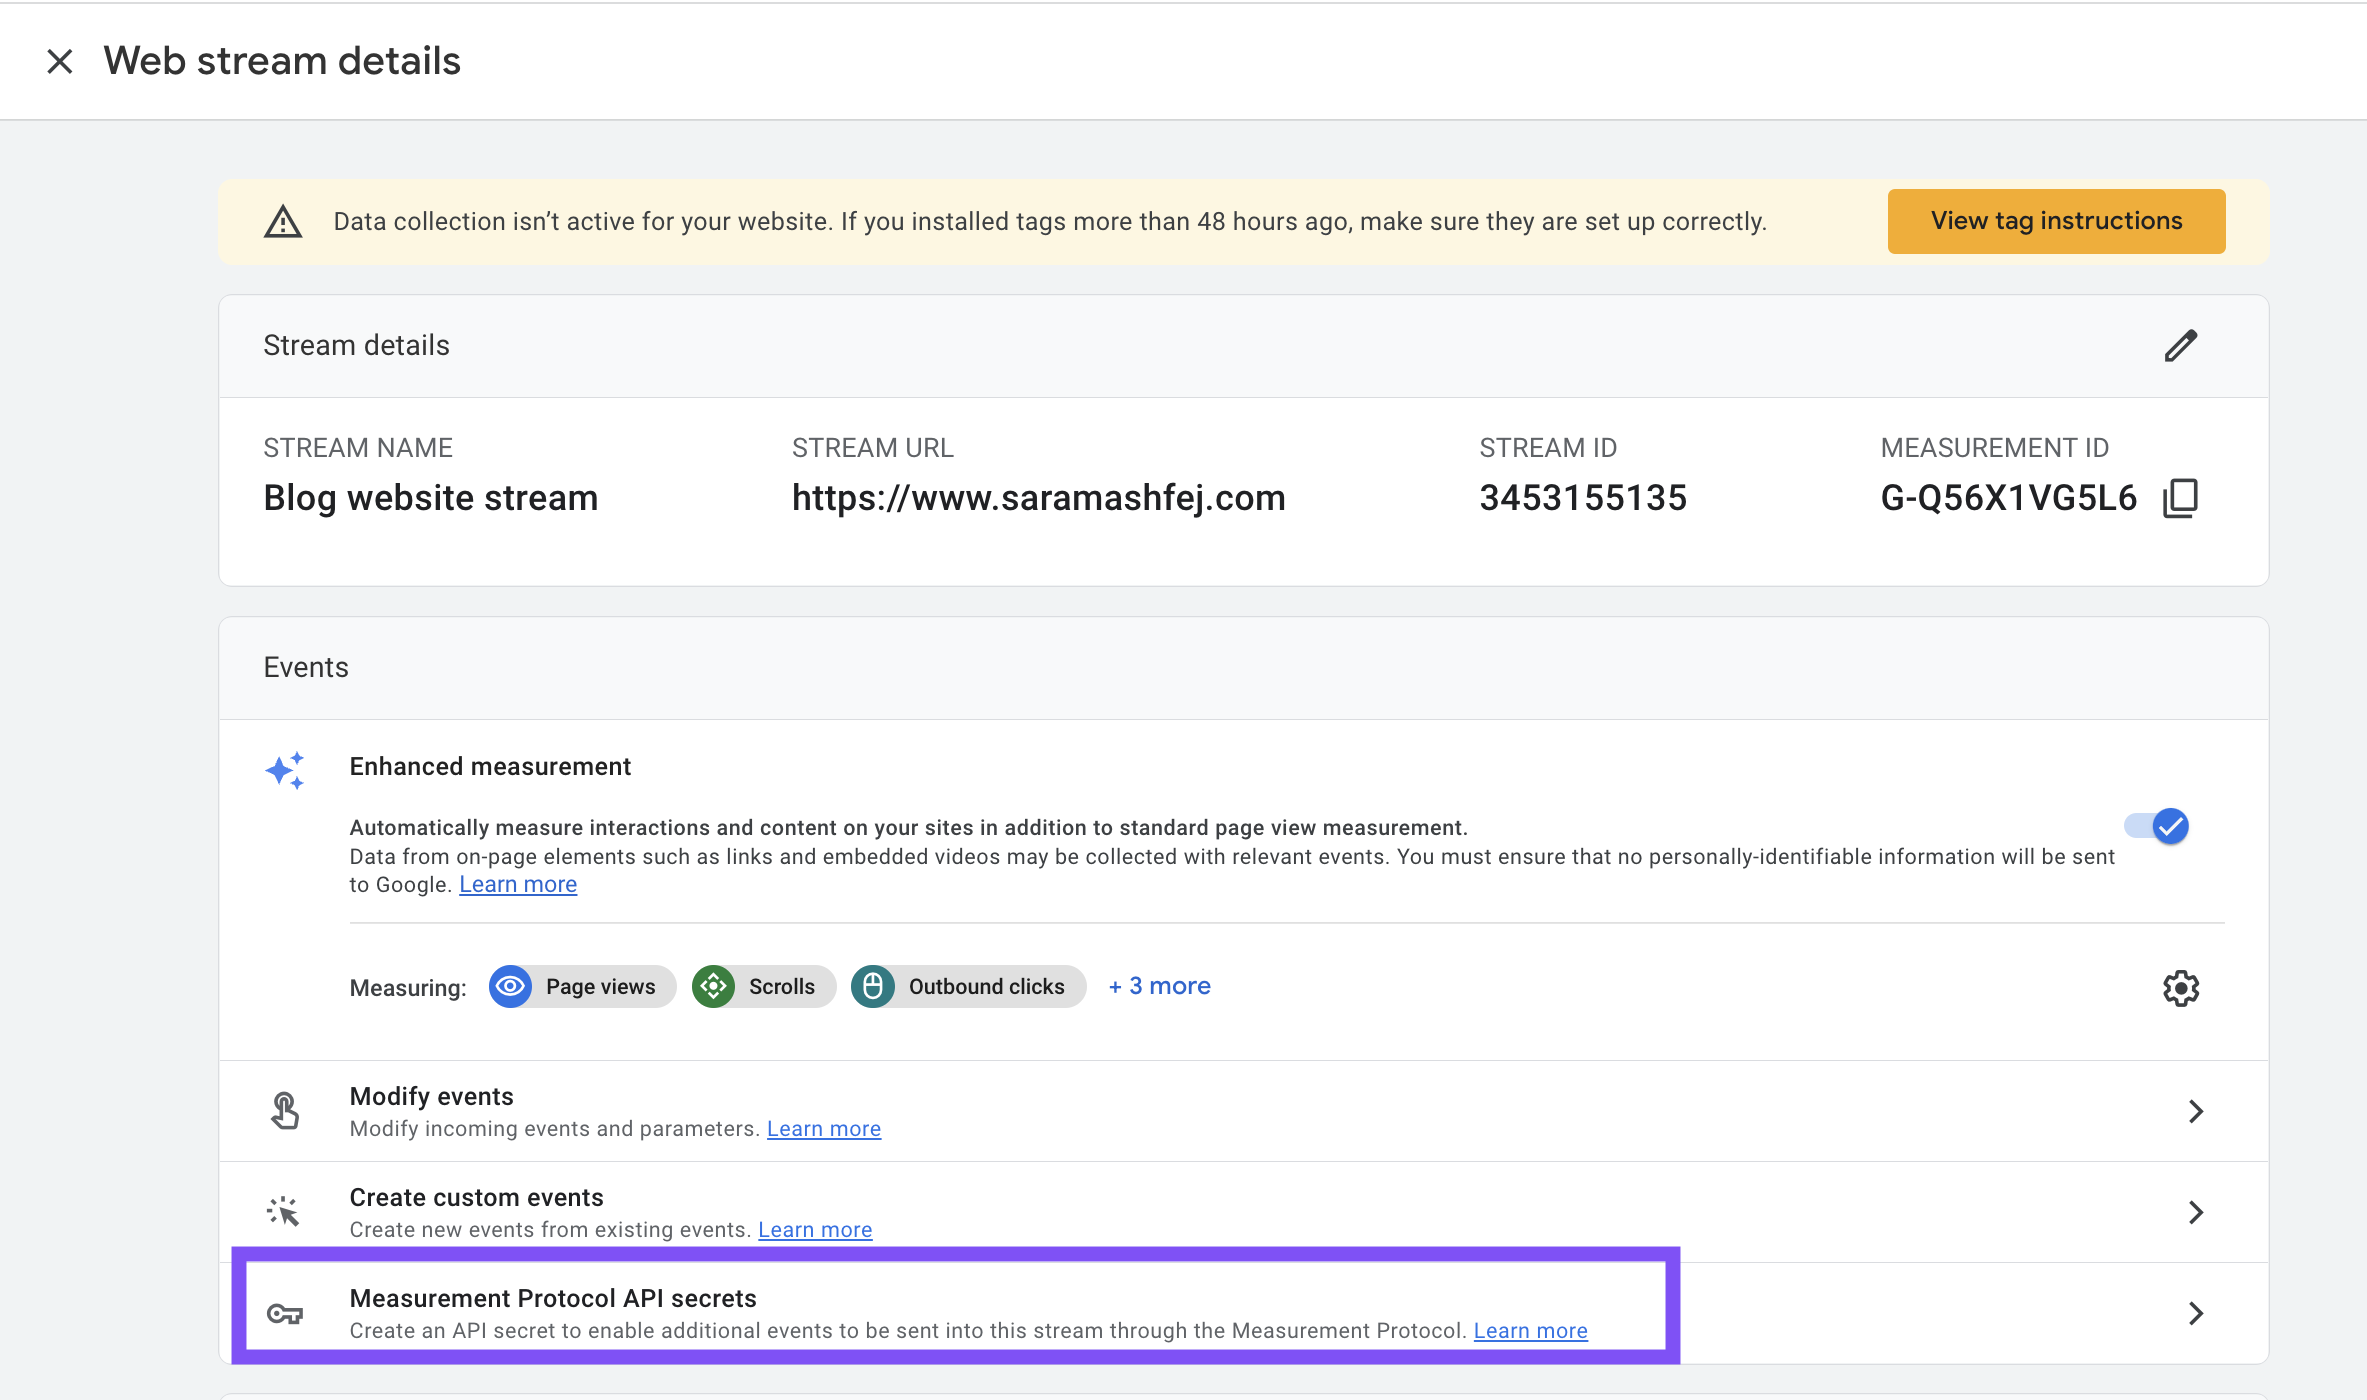 Web stream details
Data collection isn’t active for your website. If you installed tags more than 48 hours ago, make sure they are set up correctly.
View tag instructions
Stream details
STREAM NAME
Blog website stream
STREAM URL
https://www.saramashfej.com
STREAM ID
3453155135
MEASUREMENT ID
G-Q56X1VG5L6
Events
Enhanced measurement
Automatically measure interactions and content on your sites in addition to standard page view measurement.
Data from on-page elements such as links and embedded videos may be collected with relevant events. You must ensure that no personally-identifiable information will be sent
to Google. Learn more
Measuring: Page views Scrolls Outbound clicks + 3 more
Modify events
Modify incoming events and parameters. Learn more
Create custom events
Create new events from existing events. Learn more
Measurement Protocol API secrets
Create an API secret to enable additional events to be sent into this stream through the Measurement Protocol. Learn more